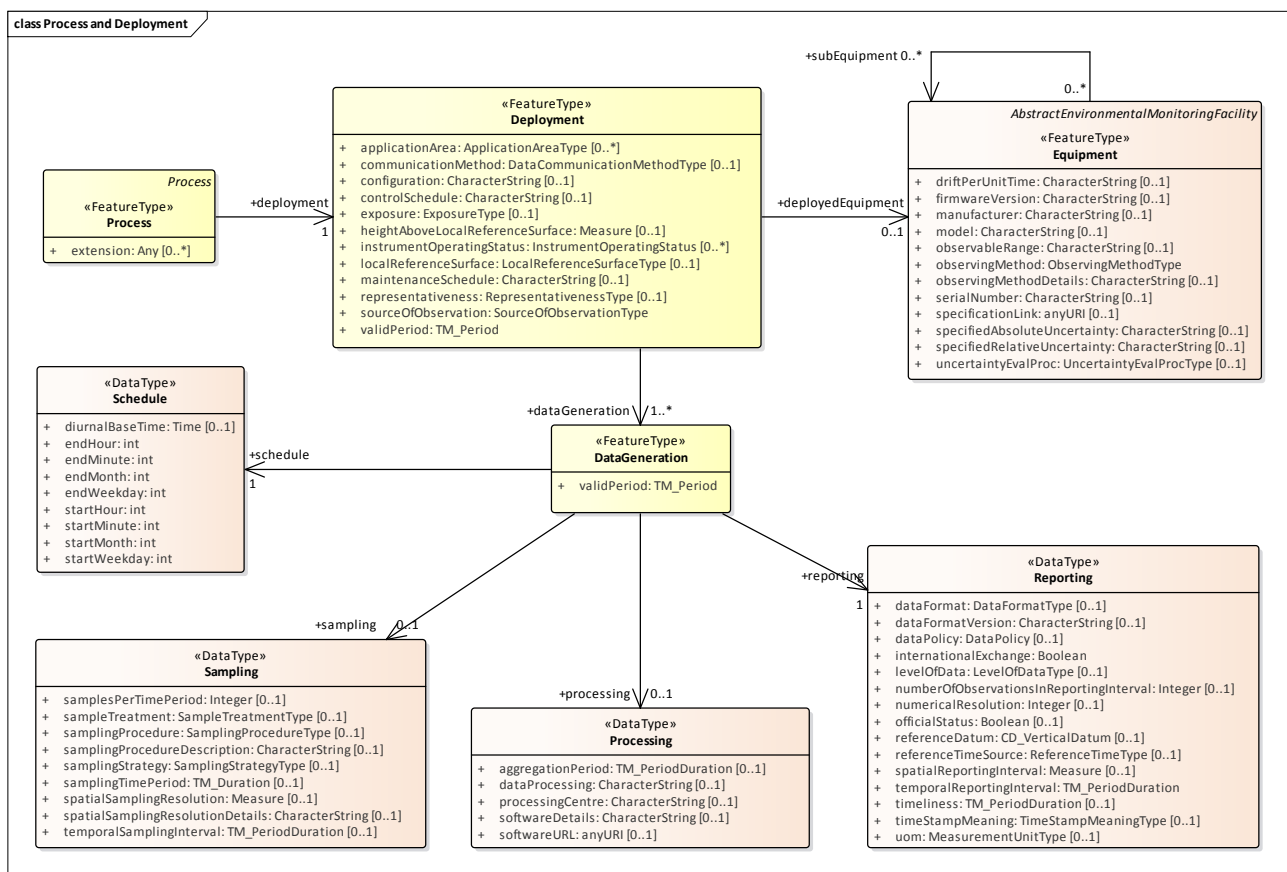 class Process and Deployment
+subEquipment 0..*
0..*
«FeatureType»
Deployment
+ applicationArea: ApplicationAreaType [0..*]
+ communicationMethod: DataCommunicationMethodType [0..1]
+ configuration: CharacterString [0..1]
+ controlSchedule: CharacterString [0..1]
+ exposure: ExposureType [0..1]
+ heightAboveLocalReferenceSurface: Measure [0..1]
+ instrumentOperatingStatus: InstrumentOperatingStatus [0..*]
+ localReferenceSurface: LocalReferenceSurfaceType [0..1]
+ maintenanceSchedule: CharacterString [0..1]
+ representativeness: RepresentativenessType [0..1]
+ sourceOfObservation: SourceOfObservationType
+ validPeriod: TM_Period
AbstractEnvironmentalMonitoringFacility
«FeatureType»
Equipment
+ driftPerUnitTime: CharacterString [0..1]
+ firmwareVersion: CharacterString [0..1]
+ manufacturer: CharacterString [0..1]
+ model: CharacterString [0..1]
+ observableRange: CharacterString [0..1]
+ observingMethod: ObservingMethodType
+ observingMethodDetails: CharacterString [0..1]
+ serialNumber: CharacterString [0..1]
+ specificationLink: anyURI [0..1]
+ specifiedAbsoluteUncertainty: CharacterString [0..1]
+ specifiedRelativeUncertainty: CharacterString [0..1]
+ uncertaintyEvalProc: UncertaintyEvalProcType [0..1]
Process
«FeatureType»
Process
+ extension: Any [0..*]
+deployment
1
+deployedEquipment
0..1
«DataType»
Schedule
+ diurnalBaseTime: Time [0..1]
+ endHour: int
+ endMinute: int
+ endMonth: int
+ endWeekday: int
+ startHour: int
+ startMinute: int
+ startMonth: int
+ startWeekday: int
+dataGeneration 1..*
«FeatureType»
DataGeneration
+ validPeriod: TM_Period
+schedule
1
+reporting
1
«DataType»
Reporting
+ dataFormat: DataFormatType [0..1]
+ dataFormatVersion: CharacterString [0..1]
+ dataPolicy: DataPolicy [0..1]
+ internationalExchange: Boolean
+ levelOfData: LevelOfDataType [0..1]
+ numberOfObservationsInReportingInterval: Integer [0..1]
+ numericalResolution: Integer [0..1]
+ officialStatus: Boolean [0..1]
+ referenceDatum: CD_VerticalDatum [0..1]
+ referenceTimeSource: ReferenceTimeType [0..1]
+ spatialReportingInterval: Measure [0..1]
+ temporalReportingInterval: TM_PeriodDuration
+ timeliness: TM_PeriodDuration [0..1]
+ timeStampMeaning: TimeStampMeaningType [0..1]
+ uom: MeasurementUnitType [0..1]
+sampling 0..1
«DataType»
Sampling
+ samplesPerTimePeriod: Integer [0..1]
+ sampleTreatment: SampleTreatmentType [0..1]
+ samplingProcedure: SamplingProcedureType [0..1]
+ samplingProcedureDescription: CharacterString [0..1]
+ samplingStrategy: SamplingStrategyType [0..1]
+ samplingTimePeriod: TM_Duration [0..1]
+ spatialSamplingResolution: Measure [0..1]
+ spatialSamplingResolutionDetails: CharacterString [0..1]
+ temporalSamplingInterval: TM_PeriodDuration [0..1]
+processing 0..1
«DataType»
Processing
+ aggregationPeriod: TM_PeriodDuration [0..1]
+ dataProcessing: CharacterString [0..1]
+ processingCentre: CharacterString [0..1]
+ softwareDetails: CharacterString [0..1]
+ softwareURL: anyURI [0..1]